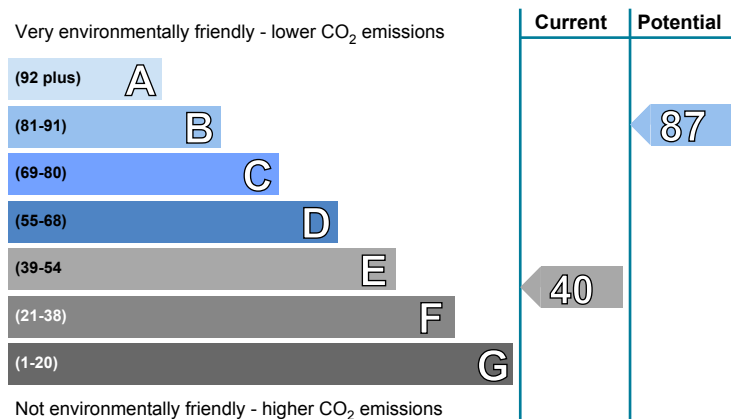 Current Potential
Very environmentally friendly - lower CO₂ emissions
(92 plus) A
(81-91) B
87
(69-80) C
(55-68) D
(39-54 E
40
(21-38) F
(1-20) G
Not environmentally friendly - higher CO₂ emissions